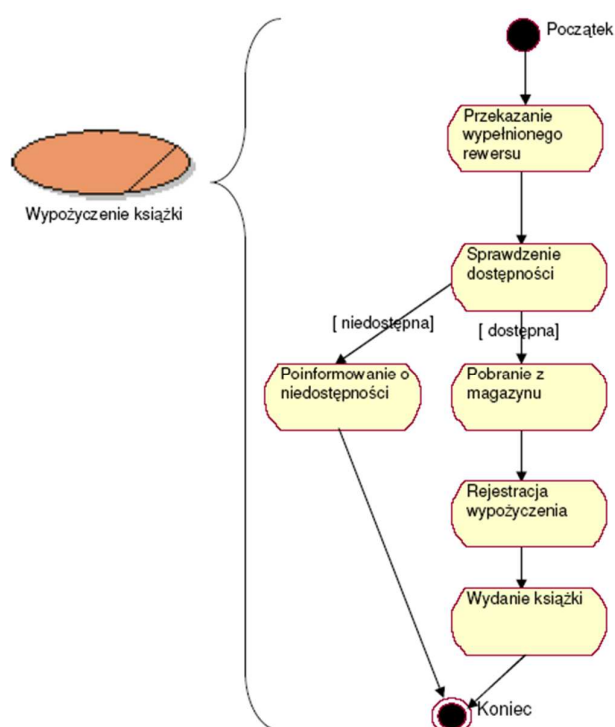 Początek
Przekazanie
wypełnionego
rewersu
Wypożyczenie książki
Sprawdzenie
dostępności
[ niedostępna]
[ dostępna]
Poinformowanie o
niedostępności
Pobranie z
magazynu
Rejestracja
wypożyczenia
Wydanie książki
Koniec